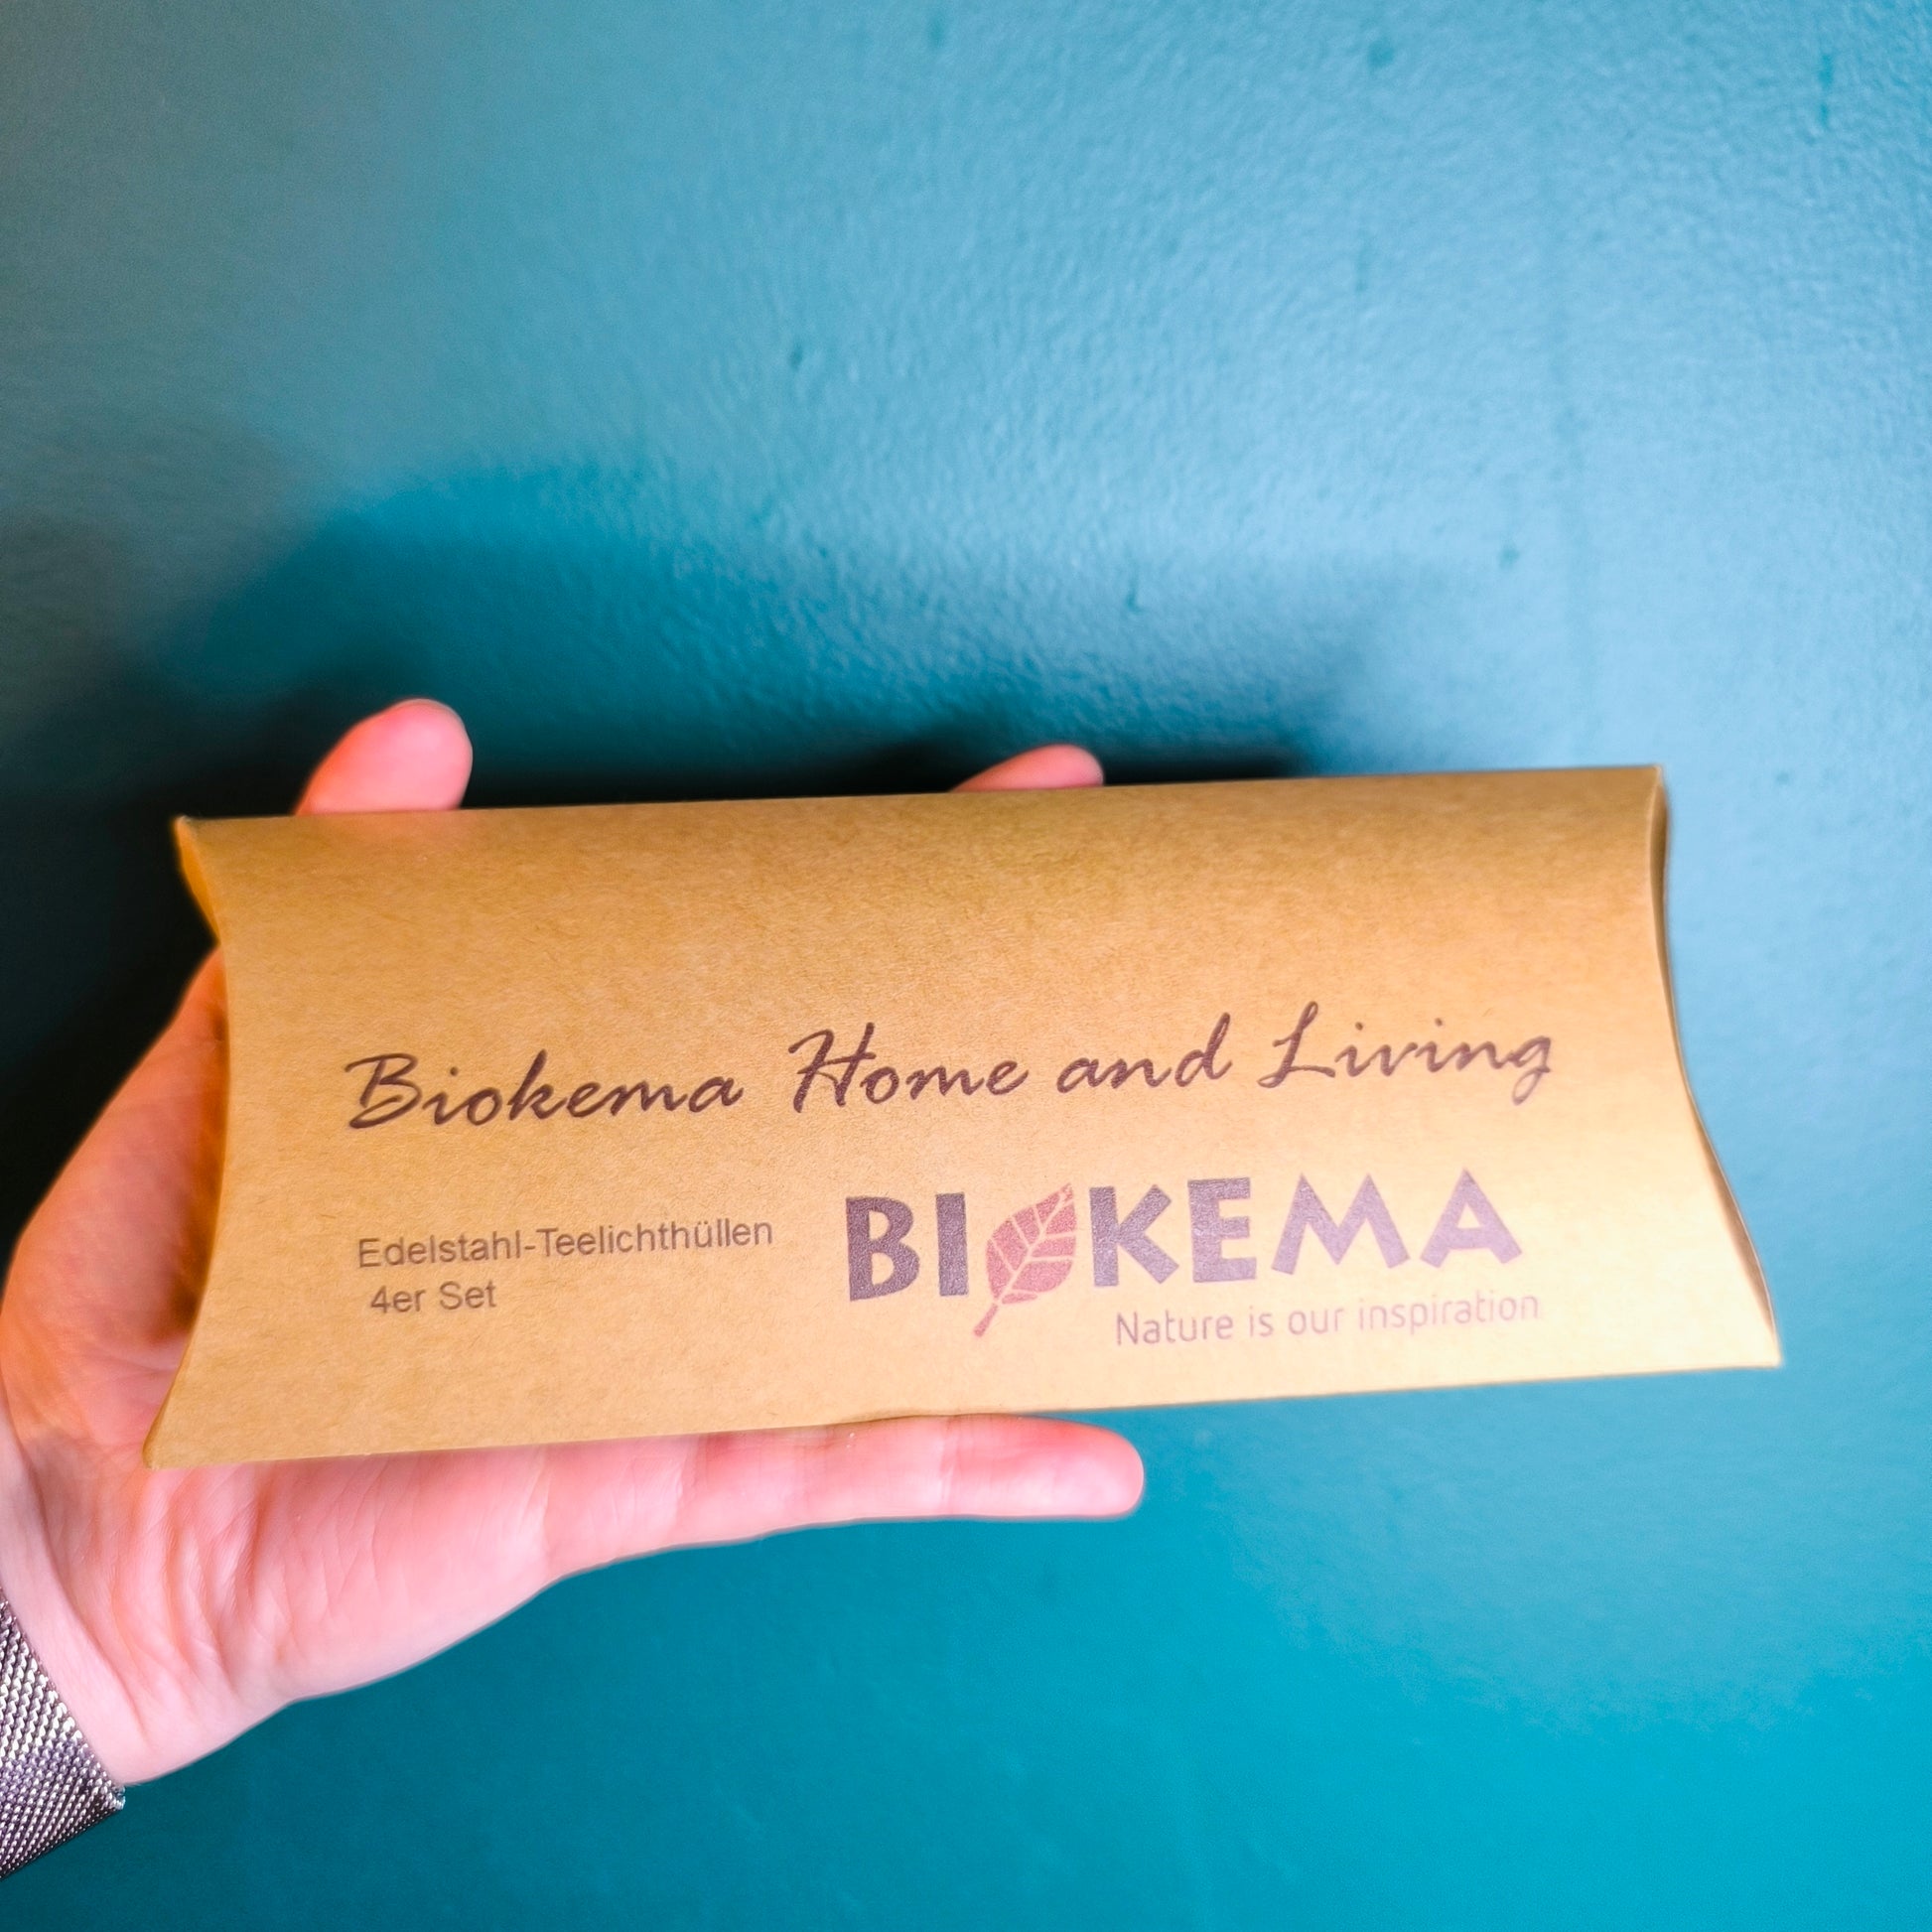 Biokema Home and Living
Edelstahl-Teelichthüllen
4er Set
BIOKEMA
Nature is our inspiration